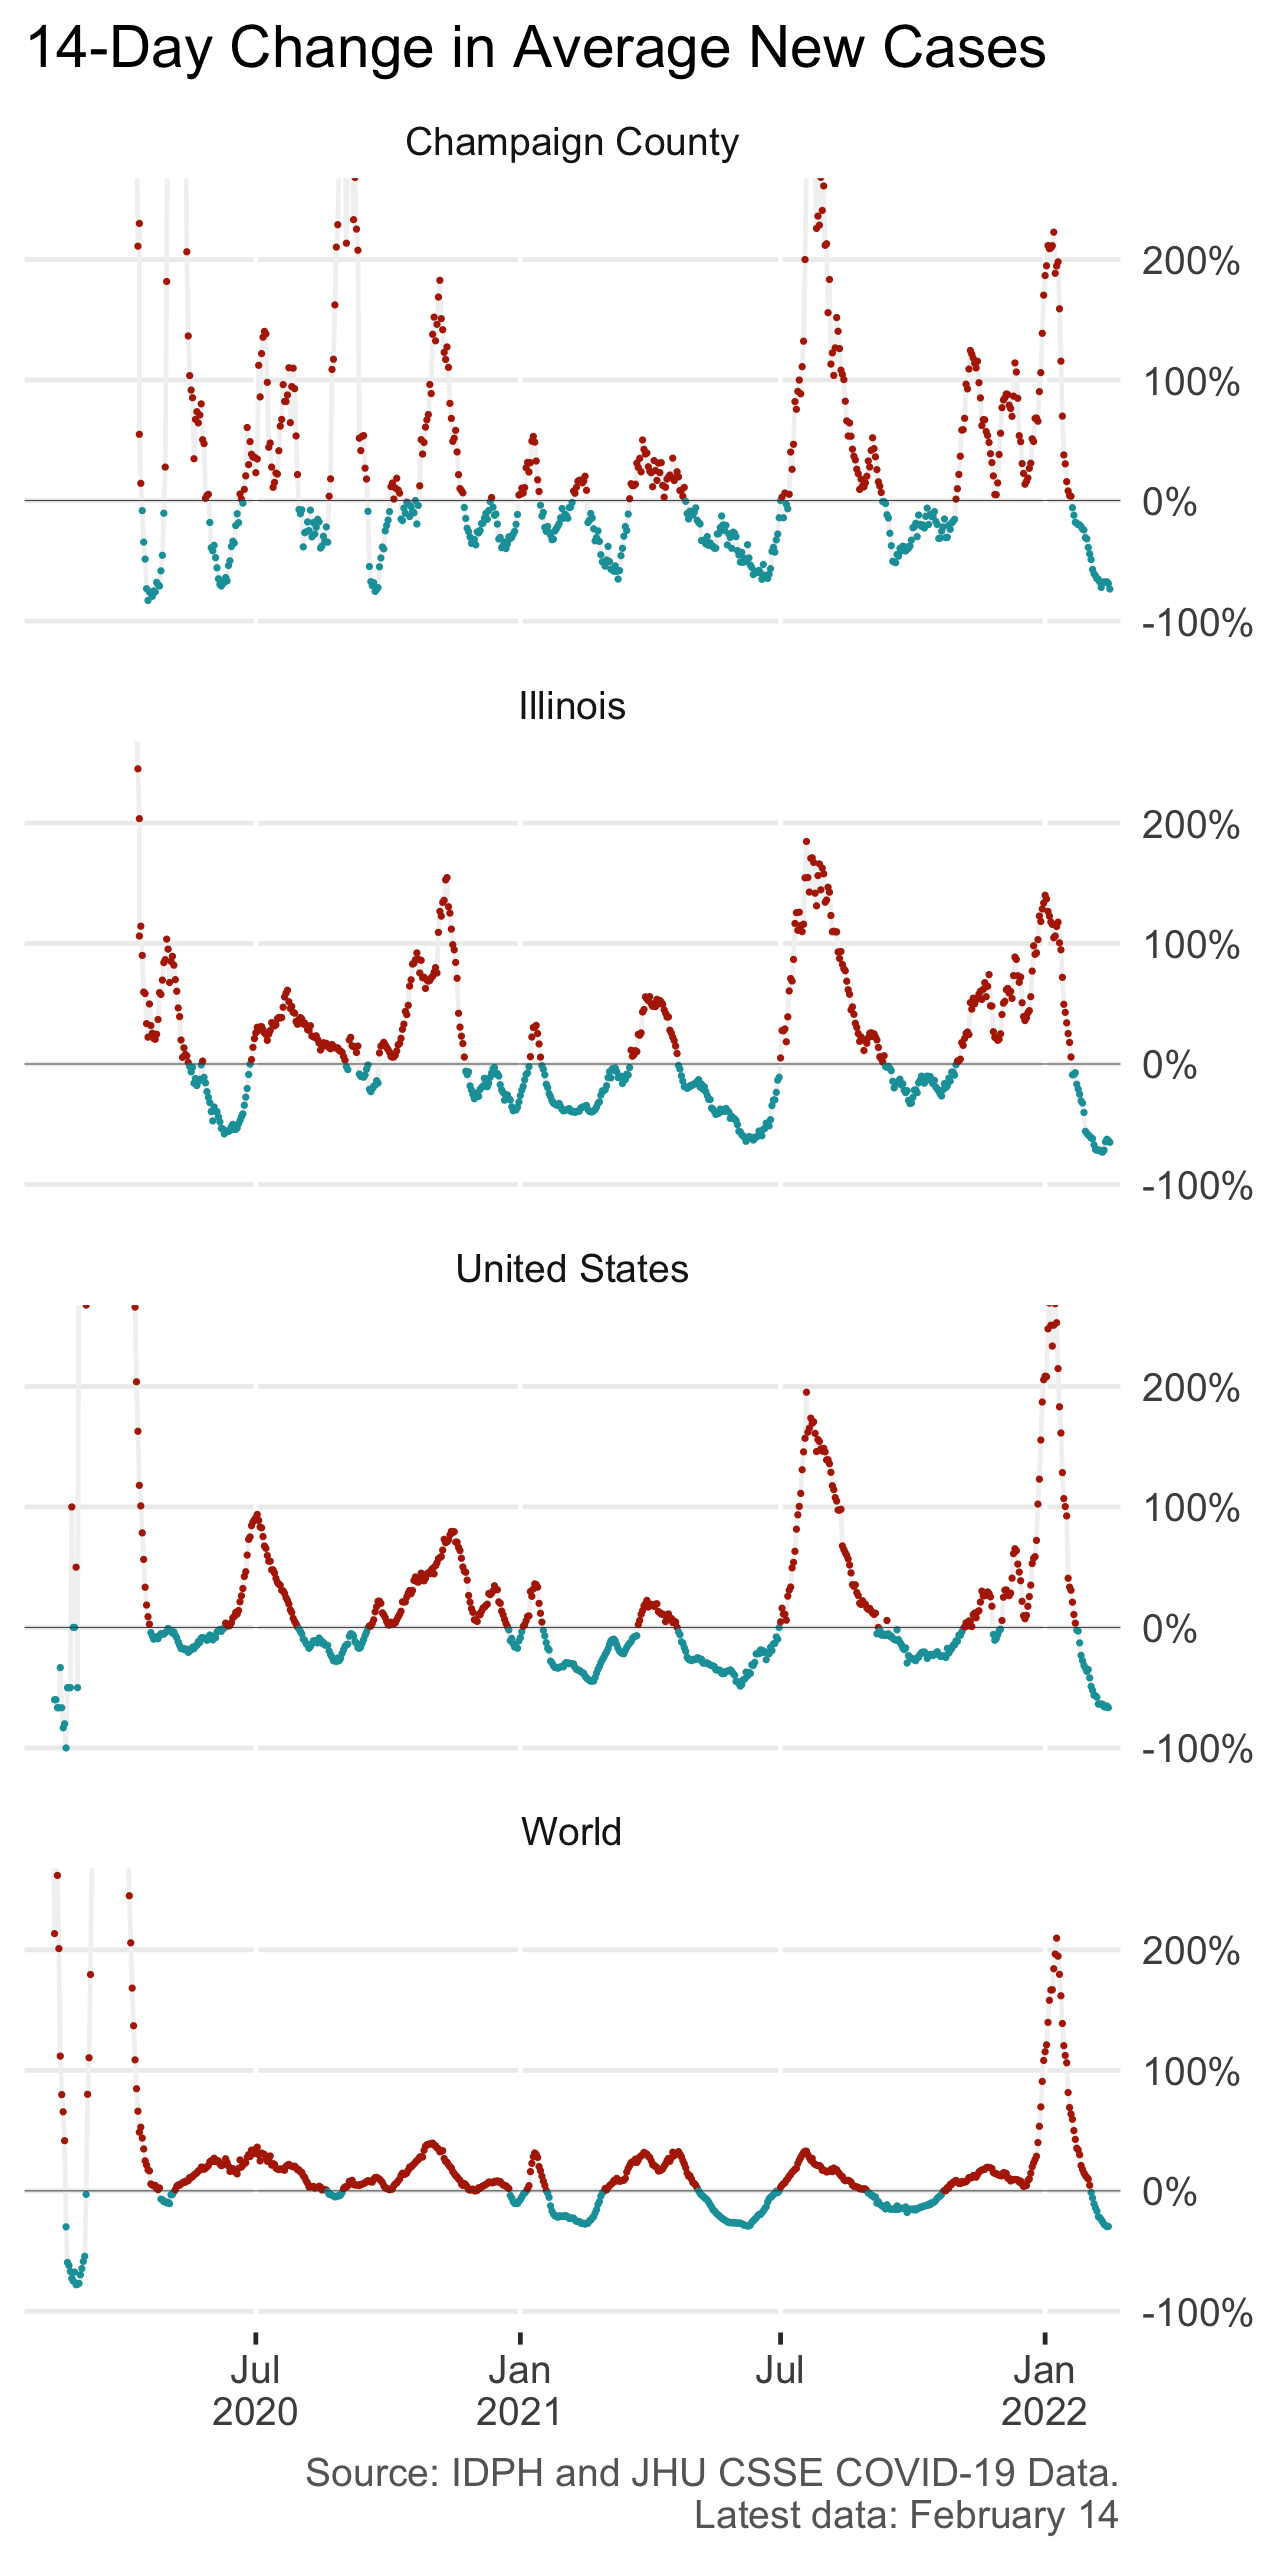 14-Day Change in Average New Cases
Champaign County
200%
100%
0%
-100%
Illinois
200%
100%
0%
-100%
United States
200%
100%
0%
-100%
World
200%
100%
0%
-100%
Jul Jan Jul Jan
2020 2021 2022
Source: IDPH and JHU CSSE COVID-19 Data.
Latest data: February 14